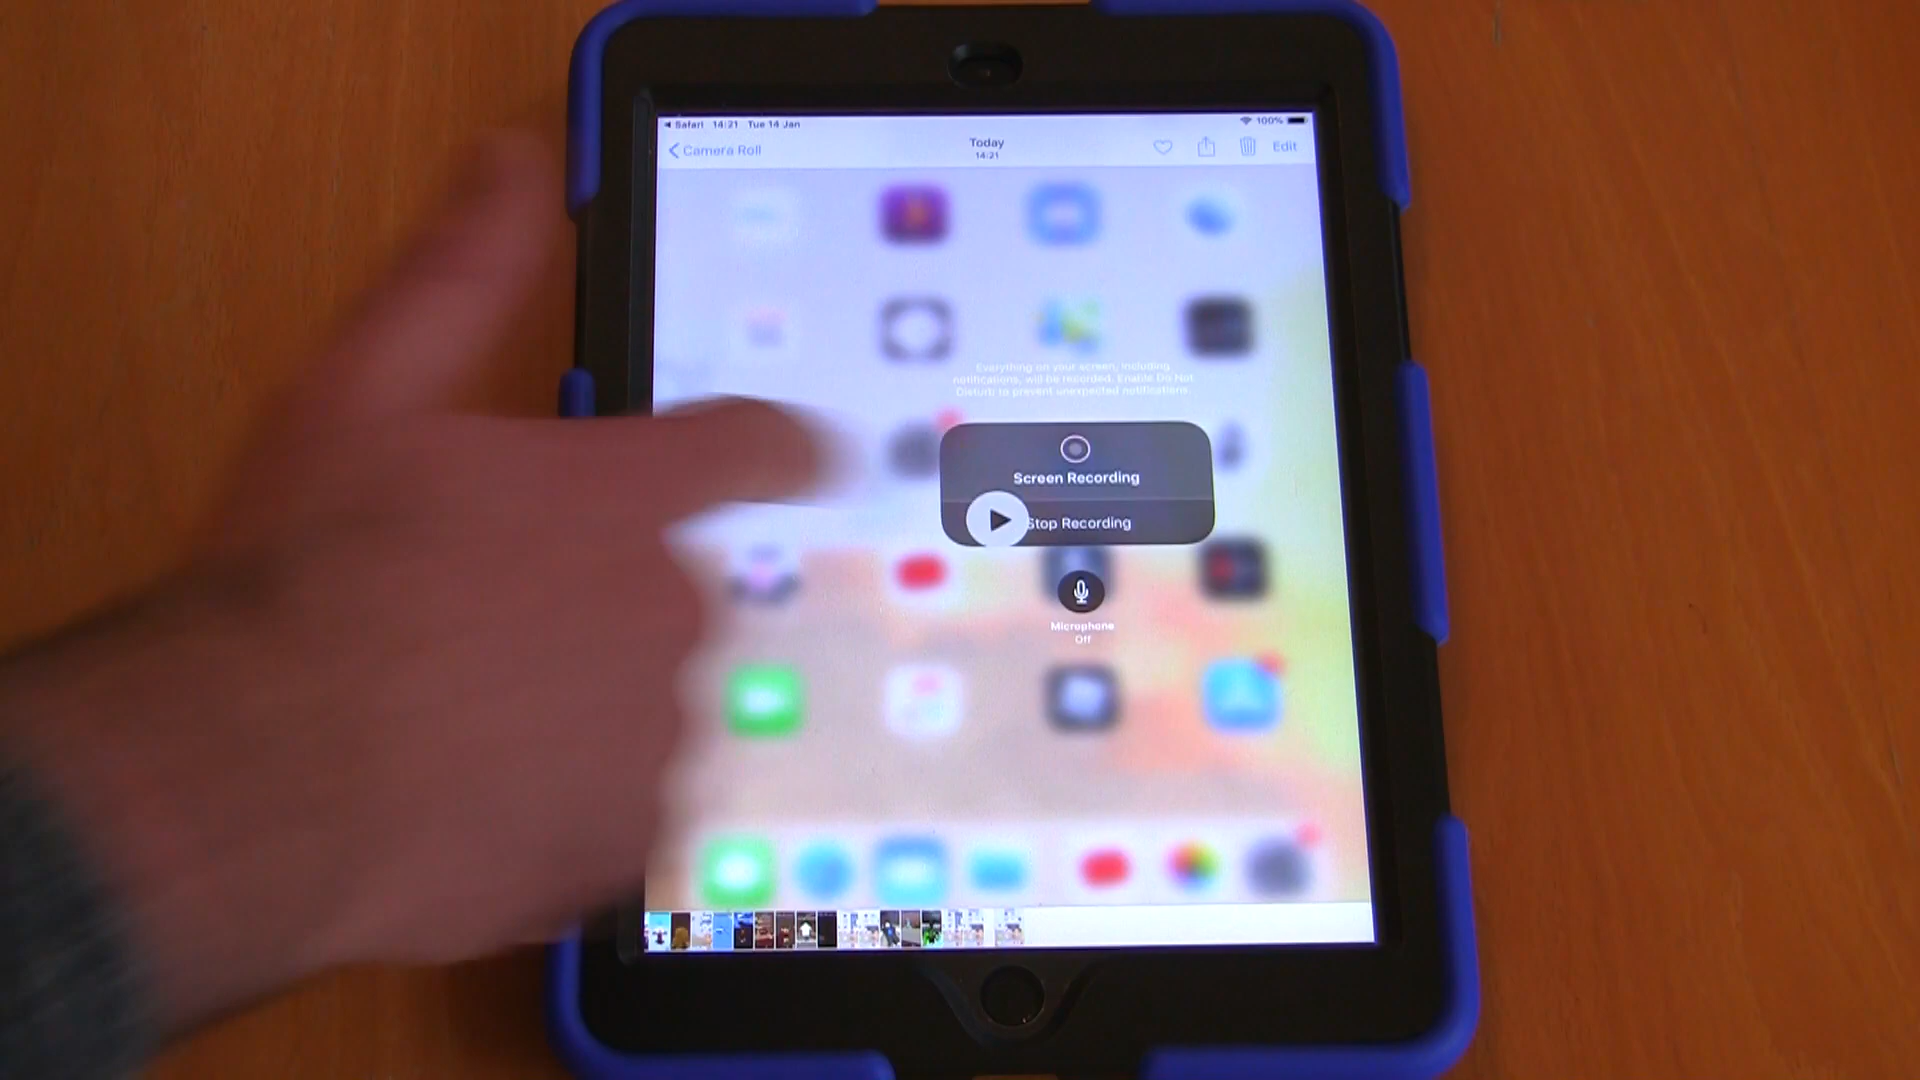 Safari 14:21 Tue 14 Jan
100%
Camera Roll
Today
14:21
Edit
Everything on your screen, including
notifications, will be recorded. Enable Do Not
Disturb to prevent unexpected notifications.
Screen Recording
Stop Recording
Microphone
Off